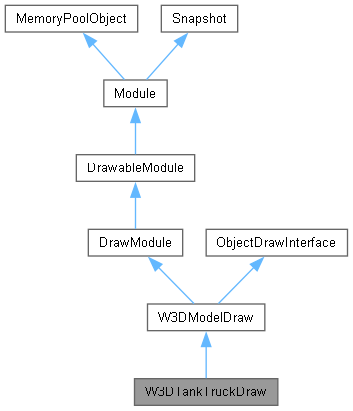 MemoryPoolObject
Snapshot
Module
DrawableModule
DrawModule
ObjectDrawInterface
W3DModelDraw
W3DTankTruckDraw